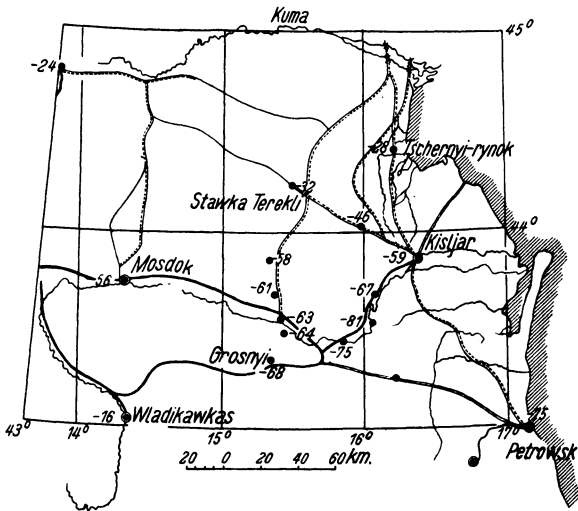 Kuma
45°
-24
-28 Tschernyi-rynok
-32
Stawka Terekli
-46
44°
Kisljar
-58
-59
Mosdok
56
-61
-67
-63
-81
-64
-75
Grosnyi
-68
-16 Wladikawkas
-75
43° 14° 15° 16° 17°
Petrowsk
20 0 20 40 60 km.